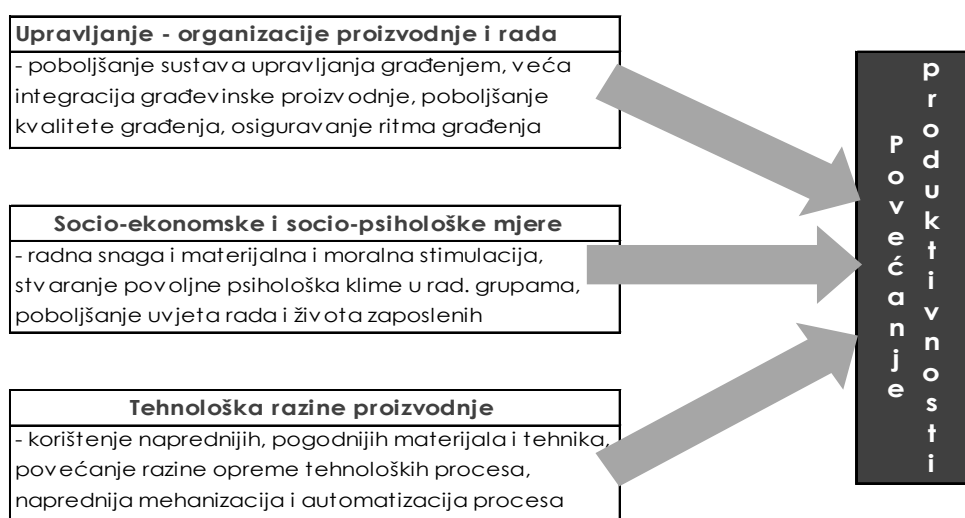 Upravljanje - organizacije proizvodnje i rada
- poboljšanje sustava upravljanja građenjem, veća
integracija građevinske proizvodnje, poboljšanje
kvalitete građenja, osiguravanje ritma građenja
Socio-ekonomske i socio-psihološke mjere
- radna snaga i materijalna i moralna stimulacija,
stvaranje povoljne psihološka klime u rad. grupama,
poboljšanje uvjeta rada i života zaposlenih
Tehnološka razine proizvodnje
- korištenje naprednijih, pogodnijih materijala i tehnika,
povećanje razine opreme tehnoloških procesa,
naprednija mehanizacija i automatizacija procesa
Povećanje
produktivnosti